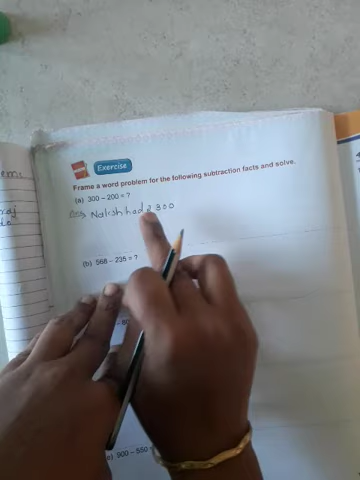 Exercise
Frame a word problem for the following subtraction facts and solve.
(a) 300 – 200 = ?
Naksh had ₹ 300
(b) 568 – 235 = ?
(e) 900 – 550 =